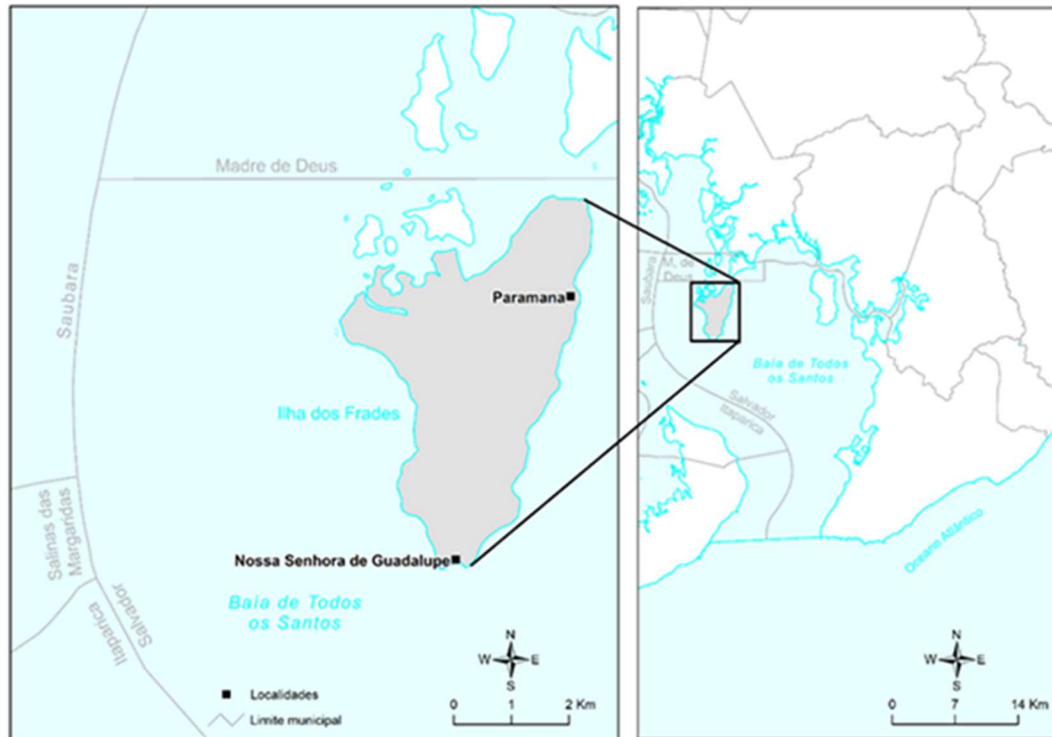 Madre de Deus
Saubara
Paramana
Ilha dos Frades
Salinas das
Margaridas
Nossa Senhora de Guadalupe
Baia de Todos
os Santos
Salvador
Itaparica
Localidades
Limite municipal
N
W E
S
0 1 2 Km
M. de
Deus
Saubara
Baia de Todos
os Santos
Salvador
Itaparica
Oceano Atlântico
N
W E
S
0 7 14 Km